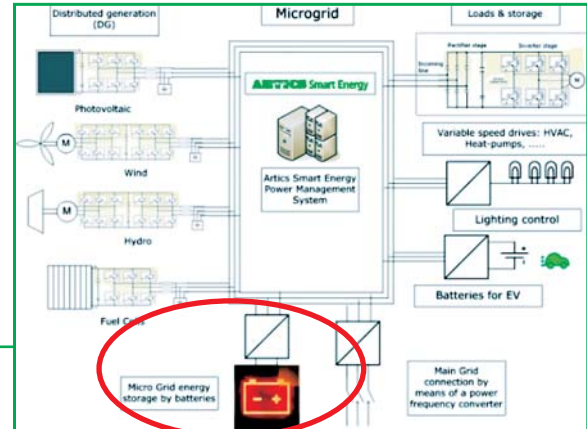 Distributed generation
(DG)
Microgrid
Loads & storage
Photovoltaic
Wind
Hydro
Fuel Cells
M
M
ARTICS Smart Energy
Artics Smart Energy
Power Management
System
Rectifier stage
Inverter stage
Incoming
line
M
Variable speed drives: HVAC,
Heat-pumps, .....
Lighting control
Batteries for EV
Micro Grid energy
storage by batteries
Main Grid
connection by
means of a power
frequency converter